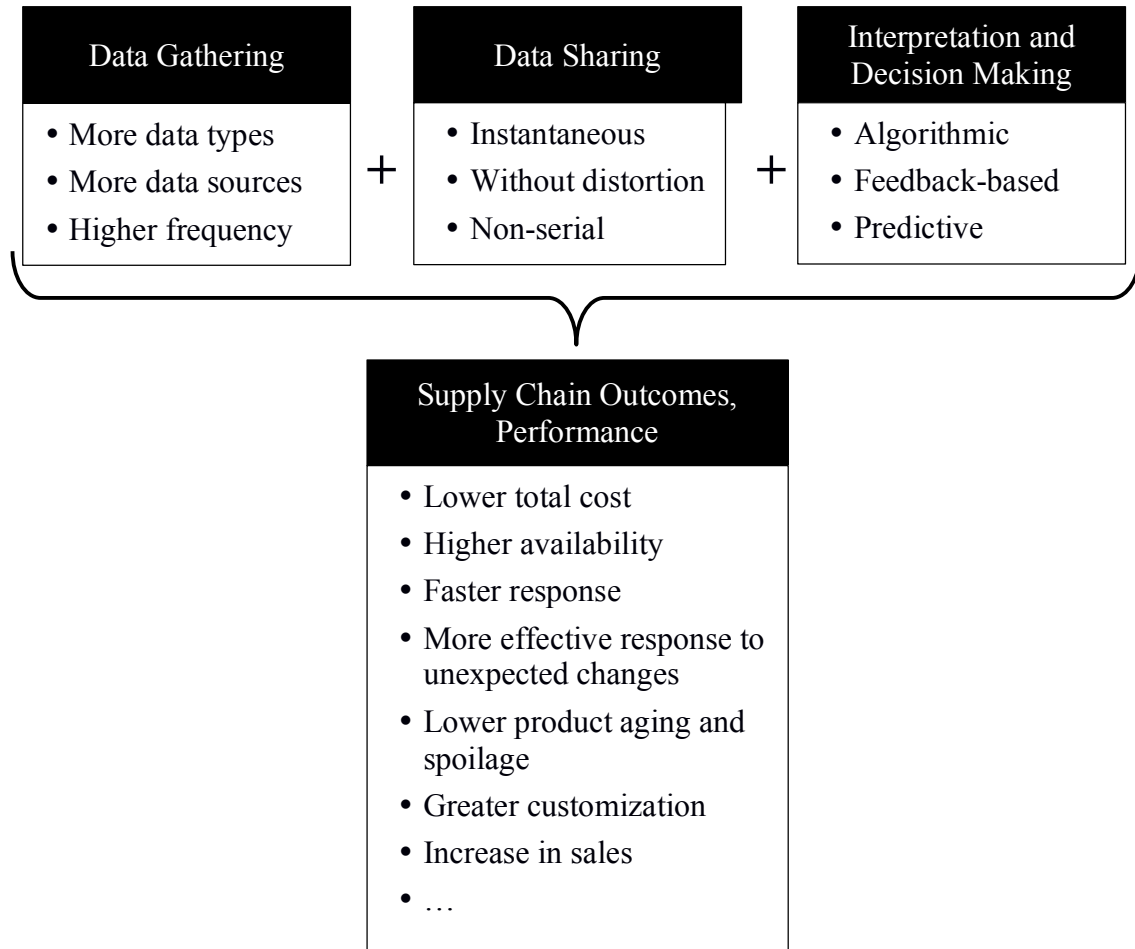 Data Gathering
• More data types
• More data sources
• Higher frequency
+
Data Sharing
• Instantaneous
• Without distortion
• Non-serial
+
Interpretation and
Decision Making
• Algorithmic
• Feedback-based
• Predictive
Supply Chain Outcomes,
Performance
• Lower total cost
• Higher availability
• Faster response
• More effective response to
unexpected changes
• Lower product aging and
spoilage
• Greater customization
• Increase in sales
• …